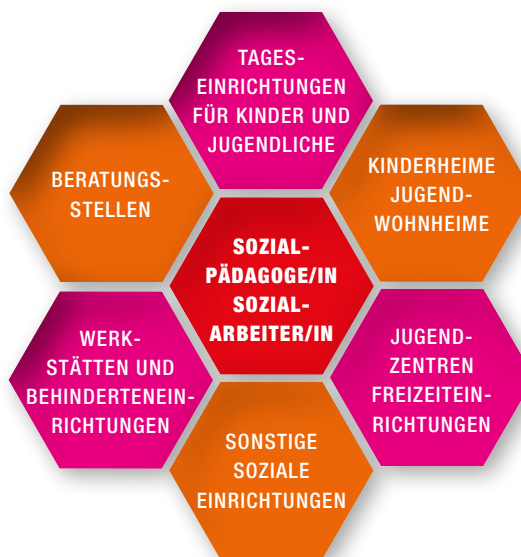 TAGES-
EINRICHTUNGEN
FÜR KINDER UND
JUGENDLICHE
BERATUNGS-
STELLEN
KINDERHEIME
JUGEND-
WOHNHEIME
SOZIAL-
PÄDAGOGE/IN
SOZIAL-
ARBEITER/IN
WERK-
STÄTTEN UND
BEHINDERTENEIN-
RICHTUNGEN
JUGEND-
ZENTREN
FREIZEITEIN-
RICHTUNGEN
SONSTIGE
SOZIALE
EINRICHTUNGEN